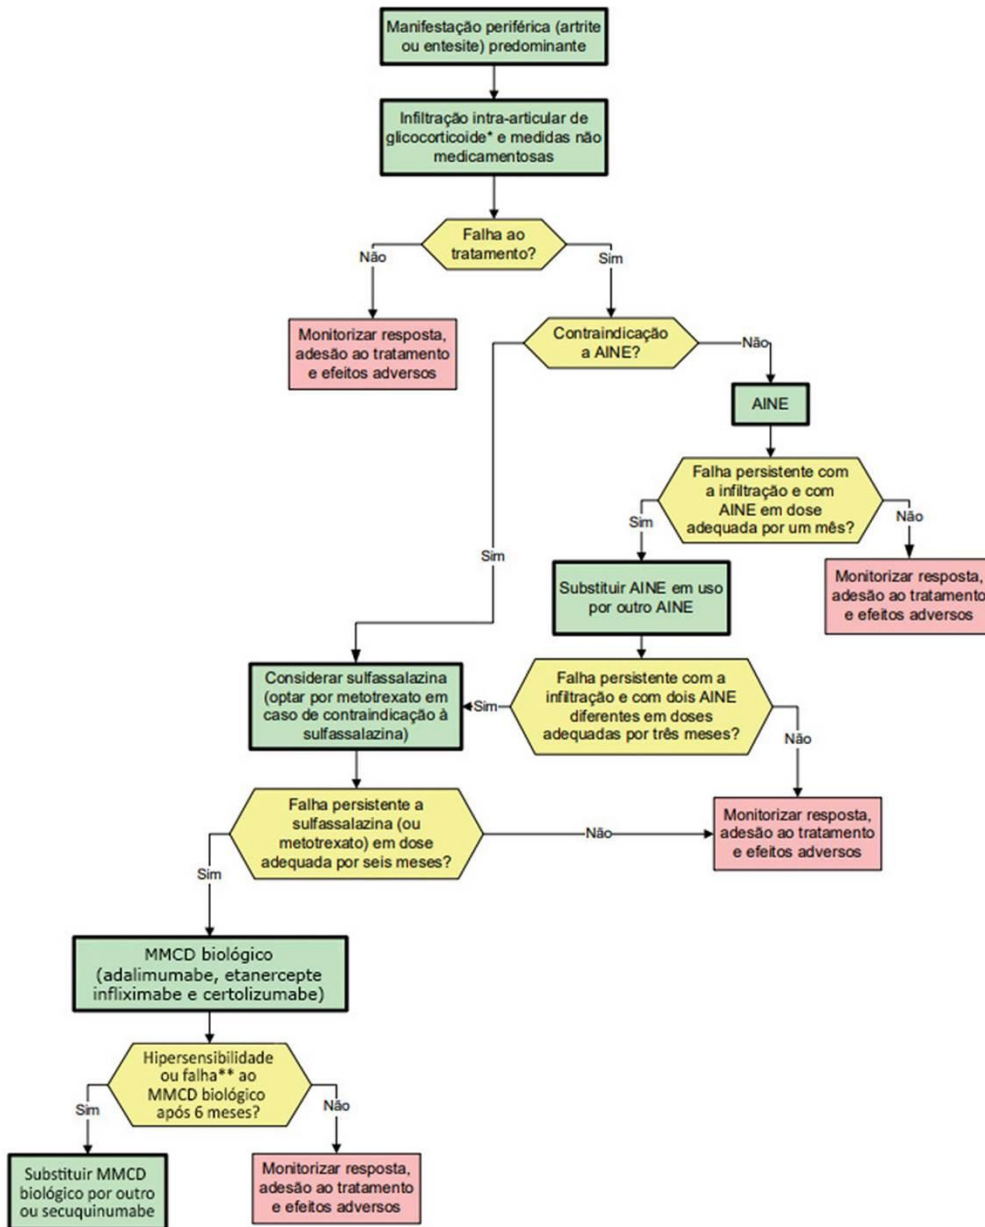 Manifestação periférica (artrite
ou entesite) predominante
Infiltração intra-articular de
glicocorticoide* e medidas não
medicamentosas
Falha ao
tratamento?
Não
Sim
Monitorizar resposta,
adesão ao tratamento
e efeitos adversos
Contraindicação
a AINE?
Não
AINE
Falha persistente com
a infiltração e com
AINE em dose
adequada por um mês?
Sim
Não
Sim
Substituir AINE em uso
por outro AINE
Monitorizar resposta,
adesão ao tratamento
e efeitos adversos
Considerar sulfassalazina
(optar por metotrexato em
caso de contraindicação à
sulfassalazina)
Sim
Falha persistente com a
infiltração e com dois AINE
diferentes em doses
adequadas por três meses?
Não
Falha persistente a
sulfassalazina (ou
metotrexato) em dose
adequada por seis meses?
Não
Monitorizar resposta,
adesão ao tratamento
e efeitos adversos
Sim
MMCD biológico
(adalimumabe, etanercepte
infliximabe e certolizumabe)
Hipersensibilidade
ou falha** ao
MMCD biológico
após 6 meses?
Sim
Não
Substituir MMCD
biológico por outro
ou secuquinumabe
Monitorizar resposta,
adesão ao tratamento
e efeitos adversos